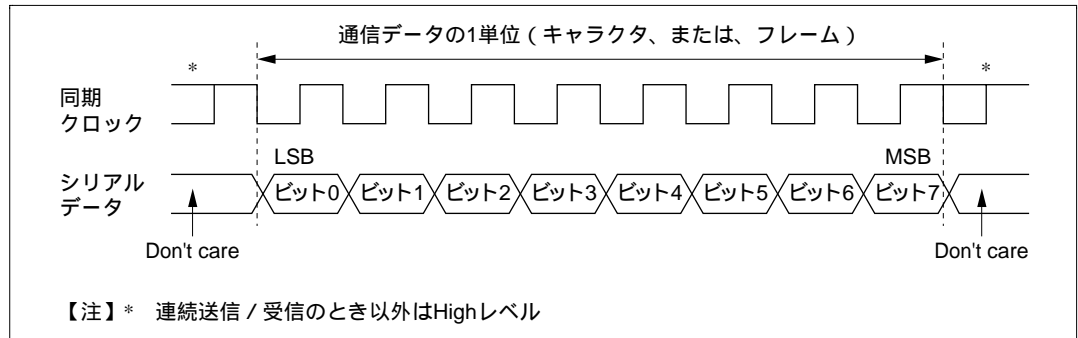 通信データの1単位（キャラクタ、または、フレーム）
* *
同期
クロック
LSB MSB
シリアル
データ
ビット0 ビット1 ビット2 ビット3 ビット4 ビット5 ビット6 ビット7
Don't care Don't care
【注】* 連続送信 / 受信のとき以外はHighレベル